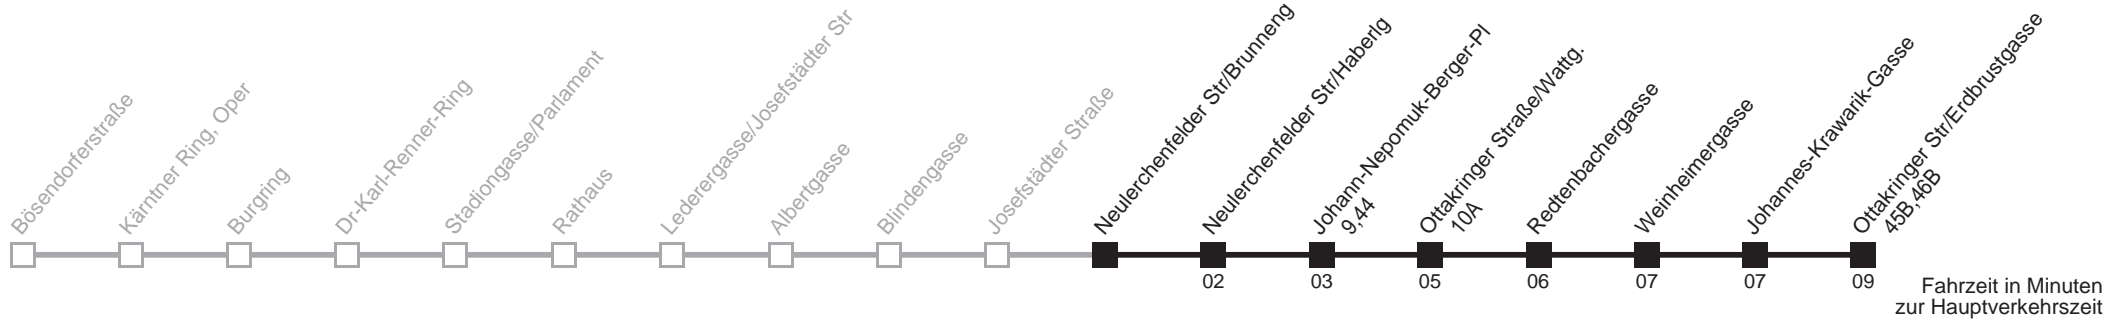 Bösendorferstraße
Kärntner Ring, Oper
Burgring
Dr-Karl-Renner-Ring
Stadiongasse/Parlament
Rathaus
Lederergasse/Josefstädter Str
Albertgasse
Blindengasse
Josefstädter Straße
Neulerchenfelder Str/Brunneng
Neulerchenfelder Str/Haberlg
Johann-Nepomuk-Berger-Pl
9,44
Ottakringer Straße/Wattg.
10A
Redtenbachergasse
Weinheimergasse
Johannes-Krawarik-Gasse
Ottakringer Str/Erdbrustgasse
45B,46B
02
03
05
06
07
07
09
Fahrzeit in Minuten
zur Hauptverkehrszeit